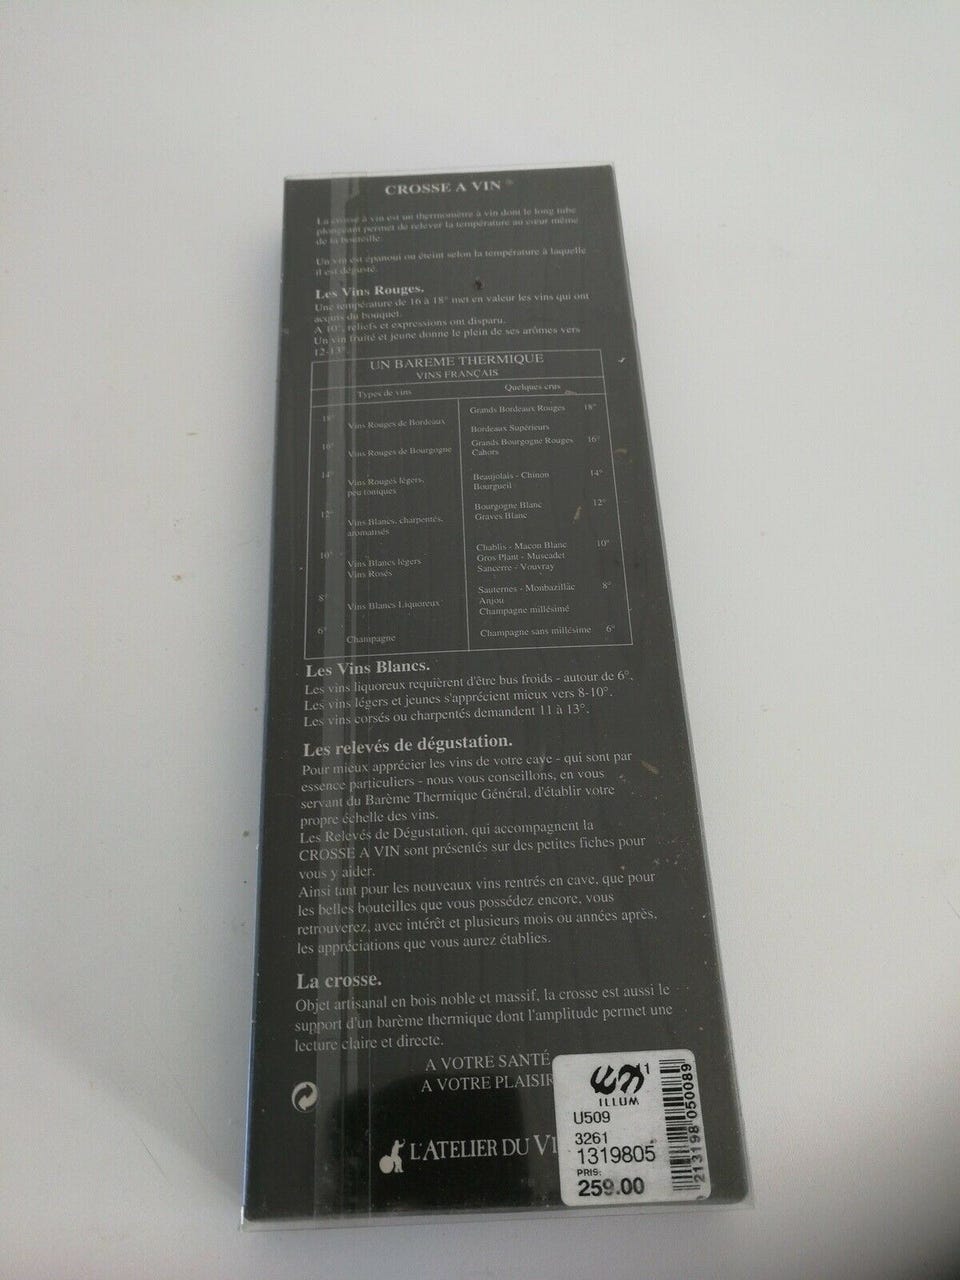 CROSSE A VIN ®
La crosse à vin est un thermomètre à vin dont le long tube
plongeant permet de relever la température au cœur même
de la bouteille.
Un vin est épanoui ou éteint selon la température à laquelle
il est dégusté.
Les Vins Rouges.
Une température de 16 à 18° met en valeur les vins qui ont
acquis du bouquet.
A 10°, reliefs et expressions ont disparu.
Un vin fruité et jeune donne le plein de ses arômes vers
12-13°.
UN BAREME THERMIQUE
VINS FRANÇAIS
Types de vins
Quelques crus
18° Vins Rouges de Bordeaux
Grands Bordeaux Rouges 18°
Bordeaux Supérieurs
16° Vins Rouges de Bourgogne
Grands Bourgogne Rouges 16°
Cahors
14° Vins Rouges légers,
peu toniques
Beaujolais - Chinon 14°
Bourgueil
12° Vins Blancs, charpentés,
aromatisés
Bourgogne Blanc 12°
Graves Blanc
10° Vins Blancs légers
Vins Rosés
Chablis - Macon Blanc 10°
Gros Plant - Muscadet
Sancerre - Vouvray
8° Vins Blancs Liquoreux
Sauternes - Monbazillac 8°
Anjou
Champagne millésimé
6° Champagne
Champagne sans millésime 6°
Les Vins Blancs.
Les vins liquoreux requièrent d'être bus froids - autour de 6°.
Les vins légers et jeunes s'apprécient mieux vers 8-10°.
Les vins corsés ou charpentés demandent 11 à 13°.
Les relevés de dégustation.
Pour mieux apprécier les vins de votre cave - qui sont par
essence particuliers - nous vous conseillons, en vous
servant du Barème Thermique Général, d'établir votre
propre échelle des vins.
Les Relevés de Dégustation, qui accompagnent la
CROSSE A VIN sont présentés sur des petites fiches pour
vous y aider.
Ainsi tant pour les nouveaux vins rentrés en cave, que pour
les belles bouteilles que vous possédez encore, vous
retrouverez, avec intérêt et plusieurs mois ou années après,
les appréciations que vous aurez établies.
La crosse.
Objet artisanal en bois noble et massif, la crosse est aussi le
support d'un barème thermique dont l'amplitude permet une
lecture claire et directe.
A VOTRE SANTÉ
A VOTRE PLAISIR
L'ATELIER DU VI
1
ILLUM
U509
3261
1319805
PRIS:
259.00
213198 050089